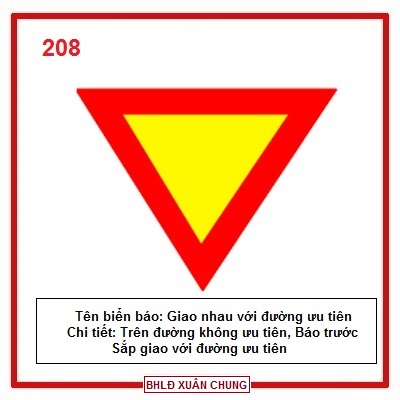 208
Tên biển báo: Giao nhau với đường ưu tiên
Chi tiết: Trên đường không ưu tiên, Báo trước
Sắp giao với đường ưu tiên
BHLĐ XUÂN CHUNG